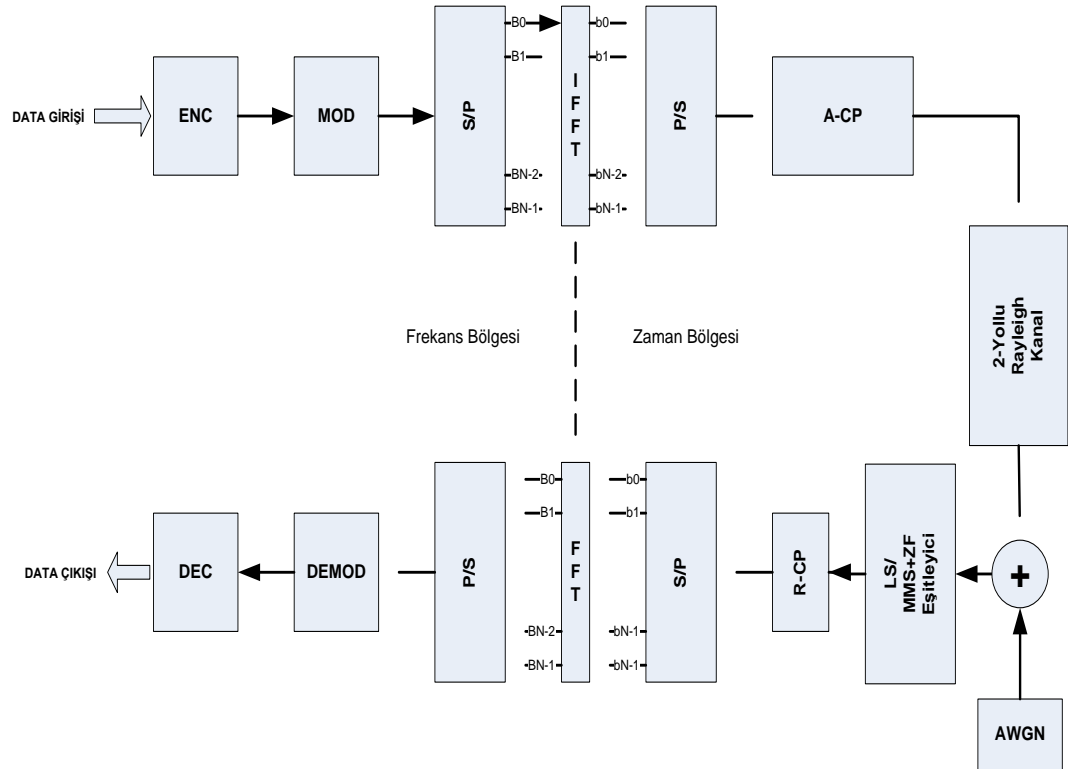 DATA GİRİŞİ
ENC
MOD
S/P
B0
B1
BN-2
BN-1
I
F
F
T
b0
b1
bN-2
bN-1
P/S
A-CP
2-Yollu
Rayleigh
Kanal
Frekans Bölgesi
Zaman Bölgesi
DATA ÇIKIŞI
DEC
DEMOD
P/S
B0
B1
BN-2
BN-1
F
F
T
b0
b1
bN-1
bN-1
S/P
R-CP
LS/
MMS+ZF
Eşitleyici
+
AWGN